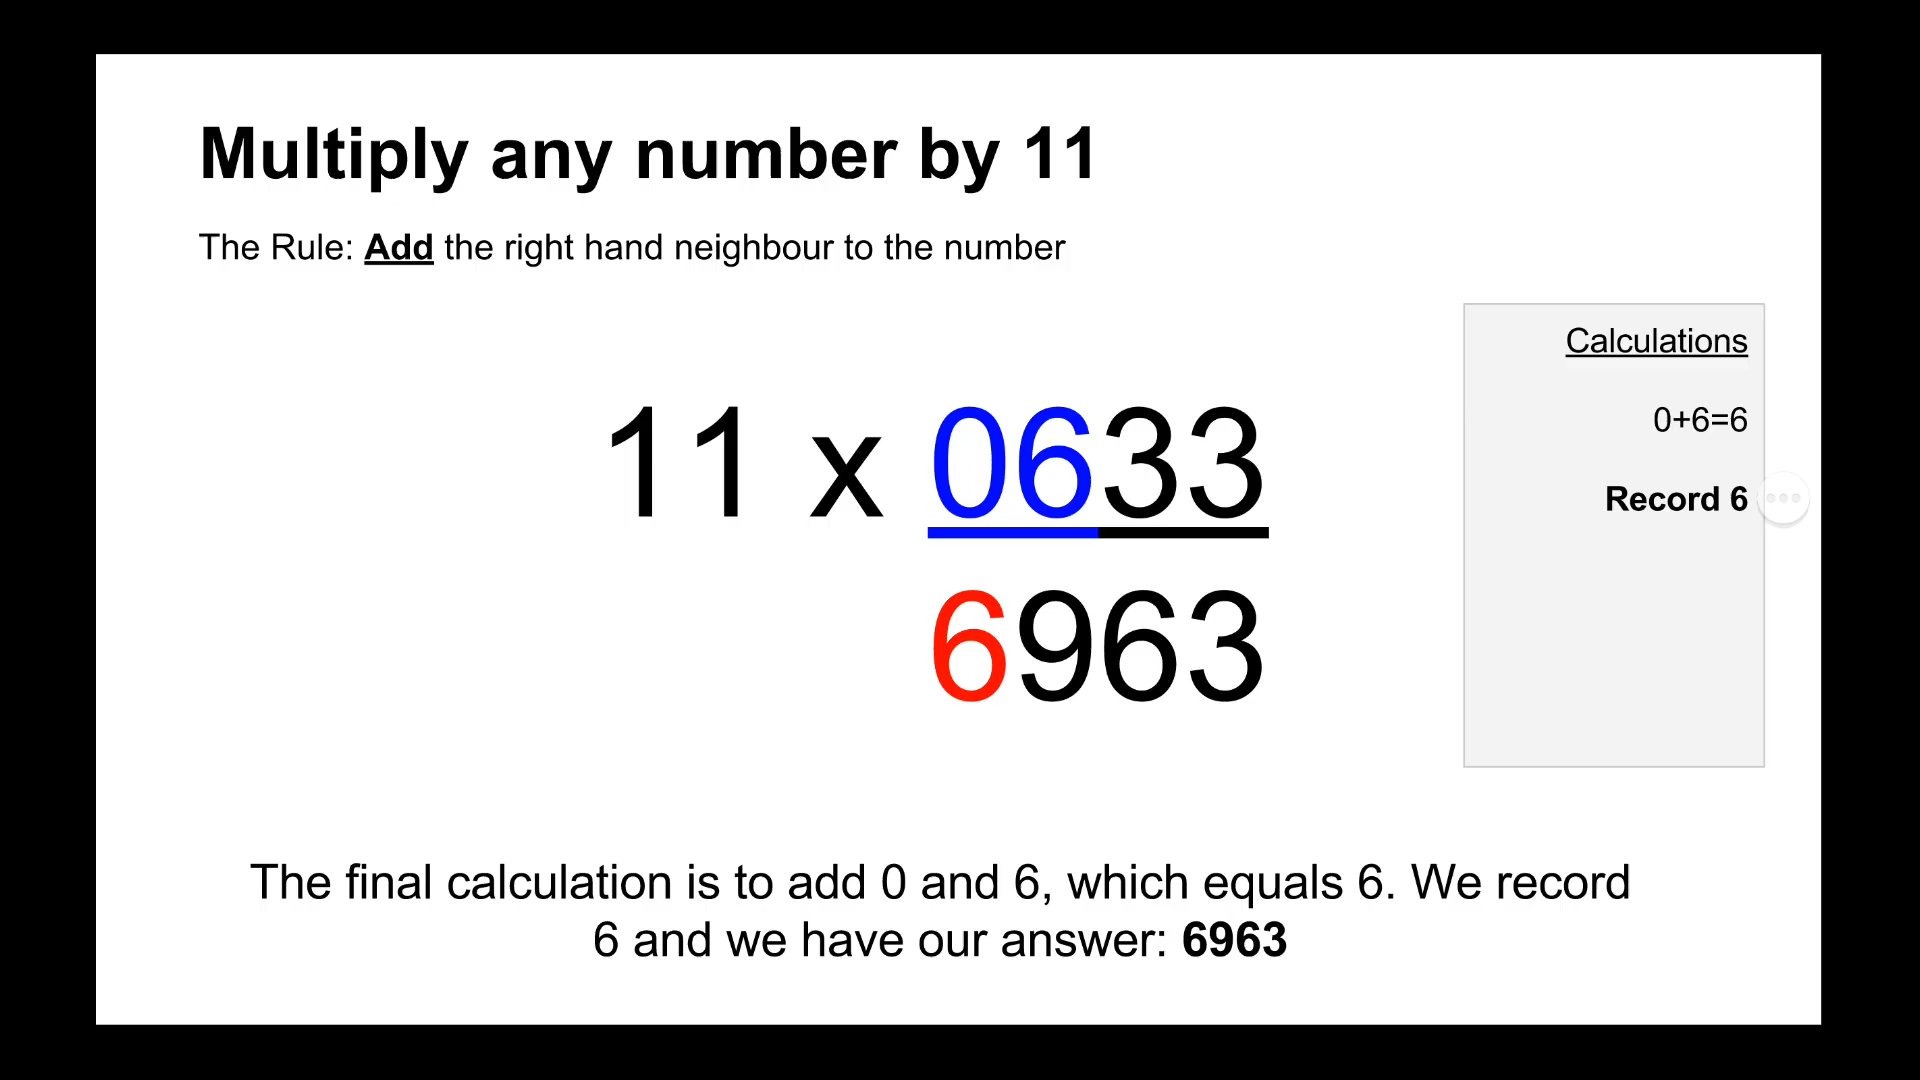 Multiply any number by 11
The Rule: Add the right hand neighbour to the number
Calculations
0+6=6
Record 6
11 x 0633
6963
The final calculation is to add 0 and 6, which equals 6. We record
6 and we have our answer: 6963